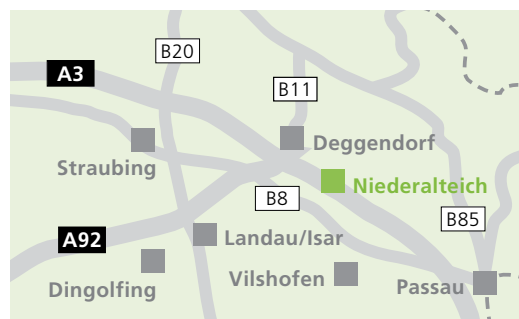 B20
A3
B11
Deggendorf
Straubing
Niederalteich
B8
B85
A92
Landau/Isar
Vilshofen
Passau
Dingolfing